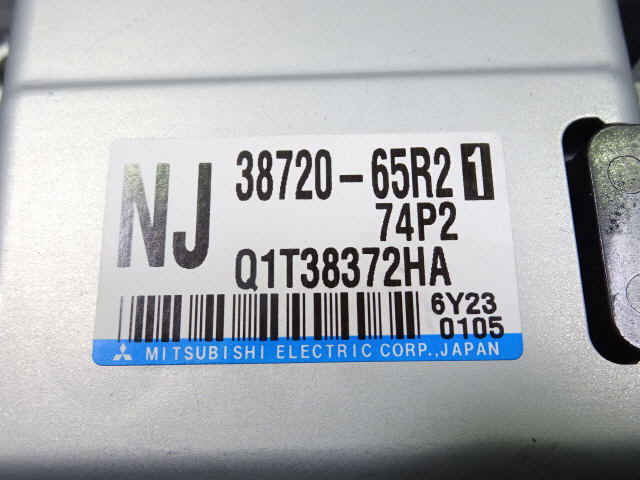 NJ
38720-65R2 1
74P2
Q1T38372HA
6Y23
0105
MITSUBISHI ELECTRIC CORP.,JAPAN